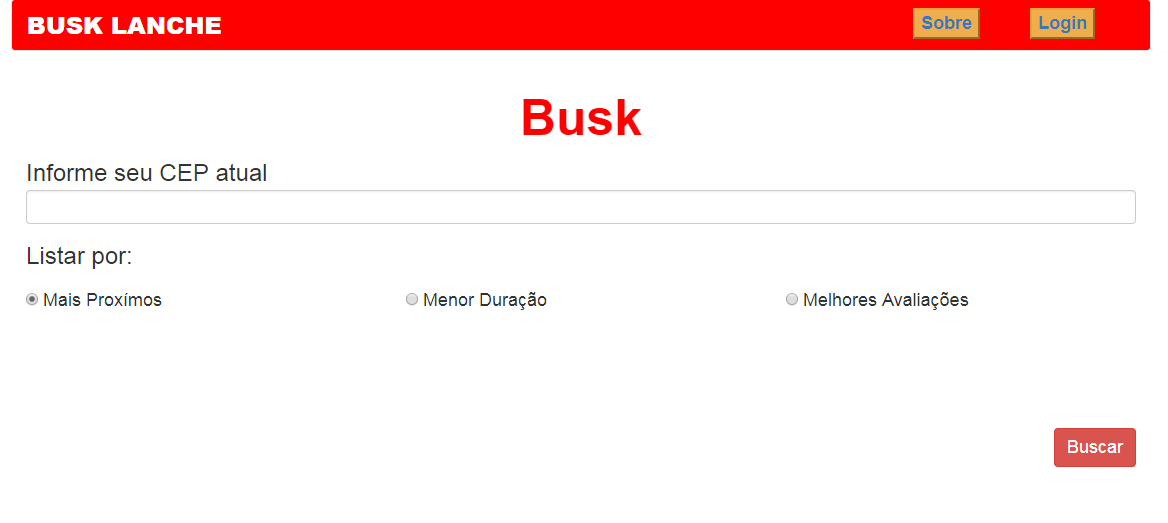 BUSK LANCHE Sobre Login
Busk
Informe seu CEP atual
Listar por:
Mais Proxímos Menor Duração Melhores Avaliações
Buscar